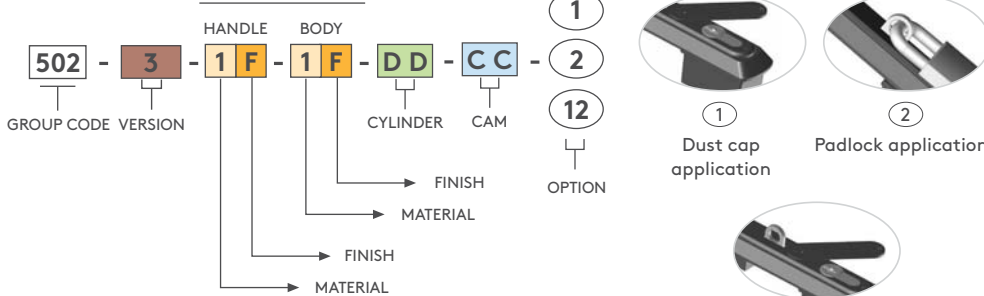 HANDLE BODY
502 - 3 - 1 F - 1 F - D D - C C -
1
2
12
GROUP CODE VERSION
CYLINDER CAM
OPTION
FINISH
MATERIAL
FINISH
MATERIAL
1
Dust cap
application
2
Padlock application